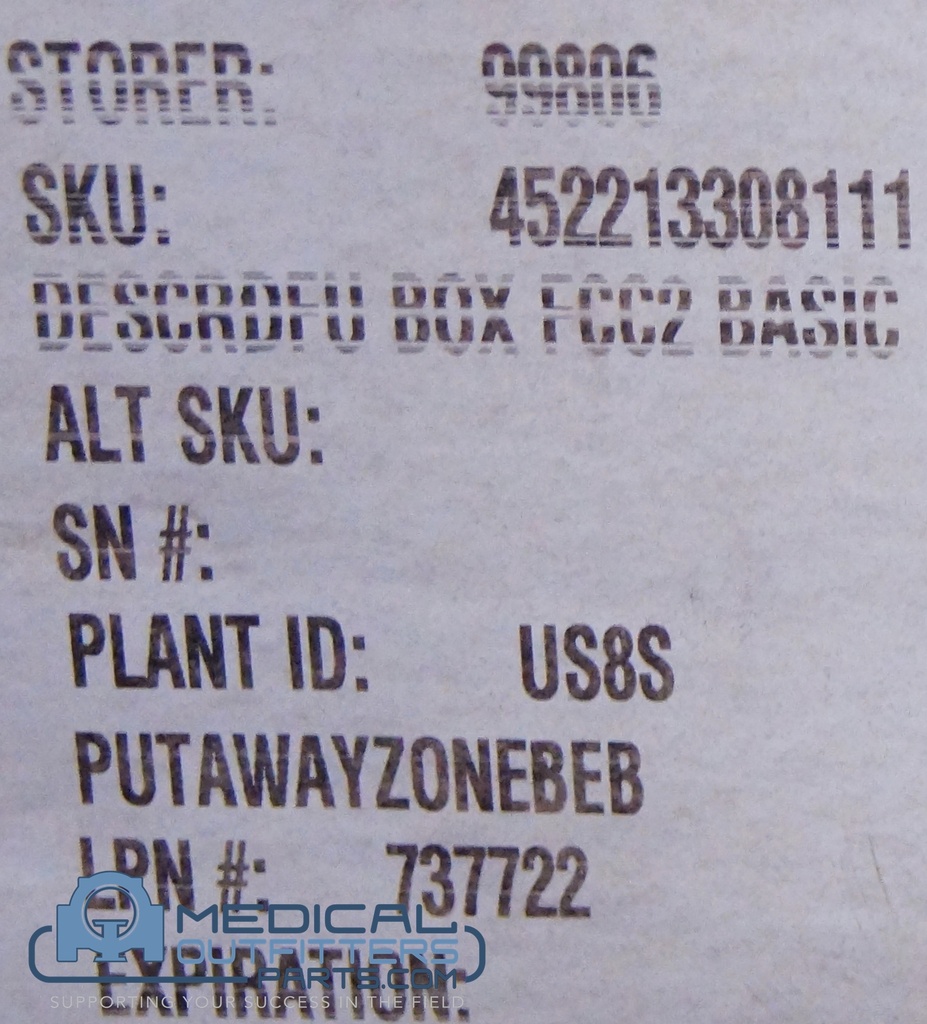 STORER: 99806
SKU: 452213308111
DESCRDFU BOX FCC2 BASIC
ALT SKU:
SN #:
PLANT ID: US8S
PUTAWAYZONEBEB
LPN #: 737722
EXPIRATION:
MEDICAL
OUTFITTERS
PARTS.COM
SUPPORTING YOUR SUCCESS IN THE FIELD